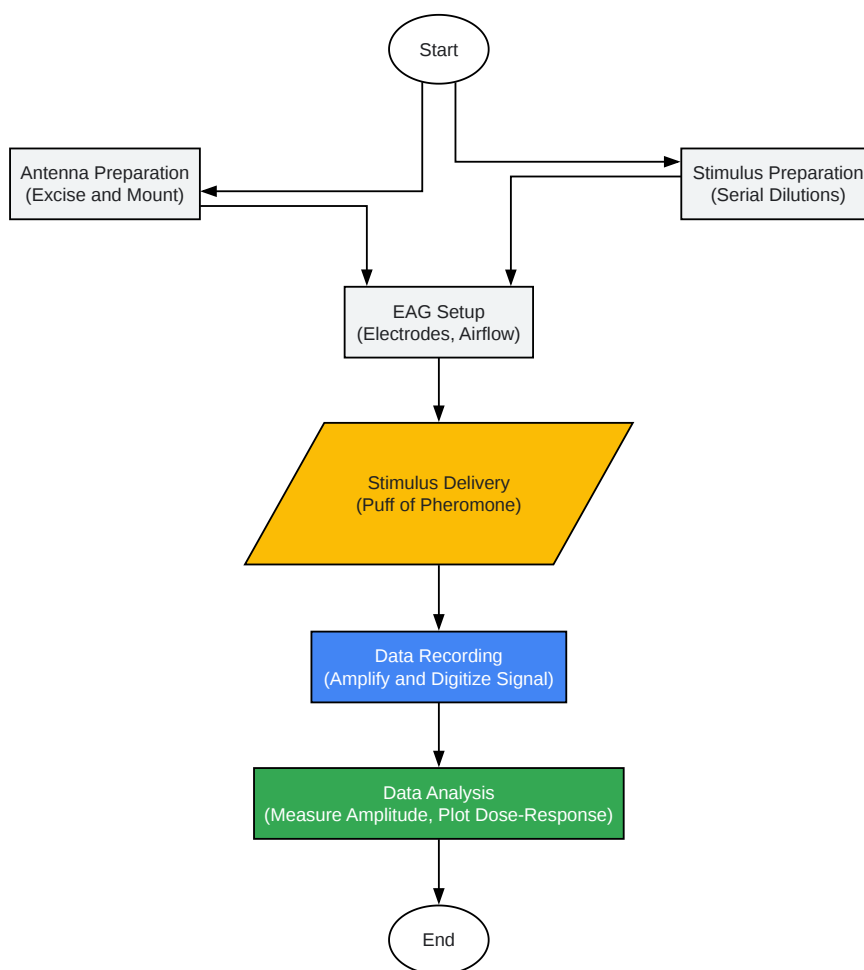 Start
Antenna Preparation
(Excise and Mount)
Stimulus Preparation
(Serial Dilutions)
EAG Setup
(Electrodes, Airflow)
Stimulus Delivery
(Puff of Pheromone)
Data Recording
(Amplify and Digitize Signal)
Data Analysis
(Measure Amplitude, Plot Dose-Response)
End